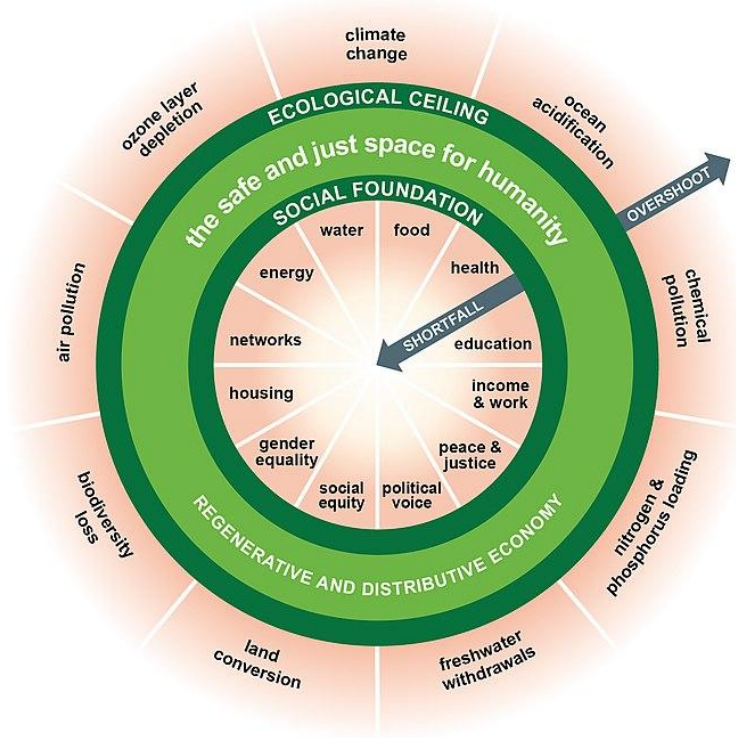 climate
change
ocean
acidification
chemical
pollution
nitrogen &
phosphorus loading
freshwater
withdrawals
land
conversion
biodiversity
loss
air pollution
ozone layer
depletion
ECOLOGICAL CEILING
the safe and just space for humanity
SOCIAL FOUNDATION
OVERSHOOT
SHORTFALL
water
food
health
education
income
& work
peace &
justice
political
voice
social
equity
gender
equality
housing
networks
energy
REGENERATIVE AND DISTRIBUTIVE ECONOMY